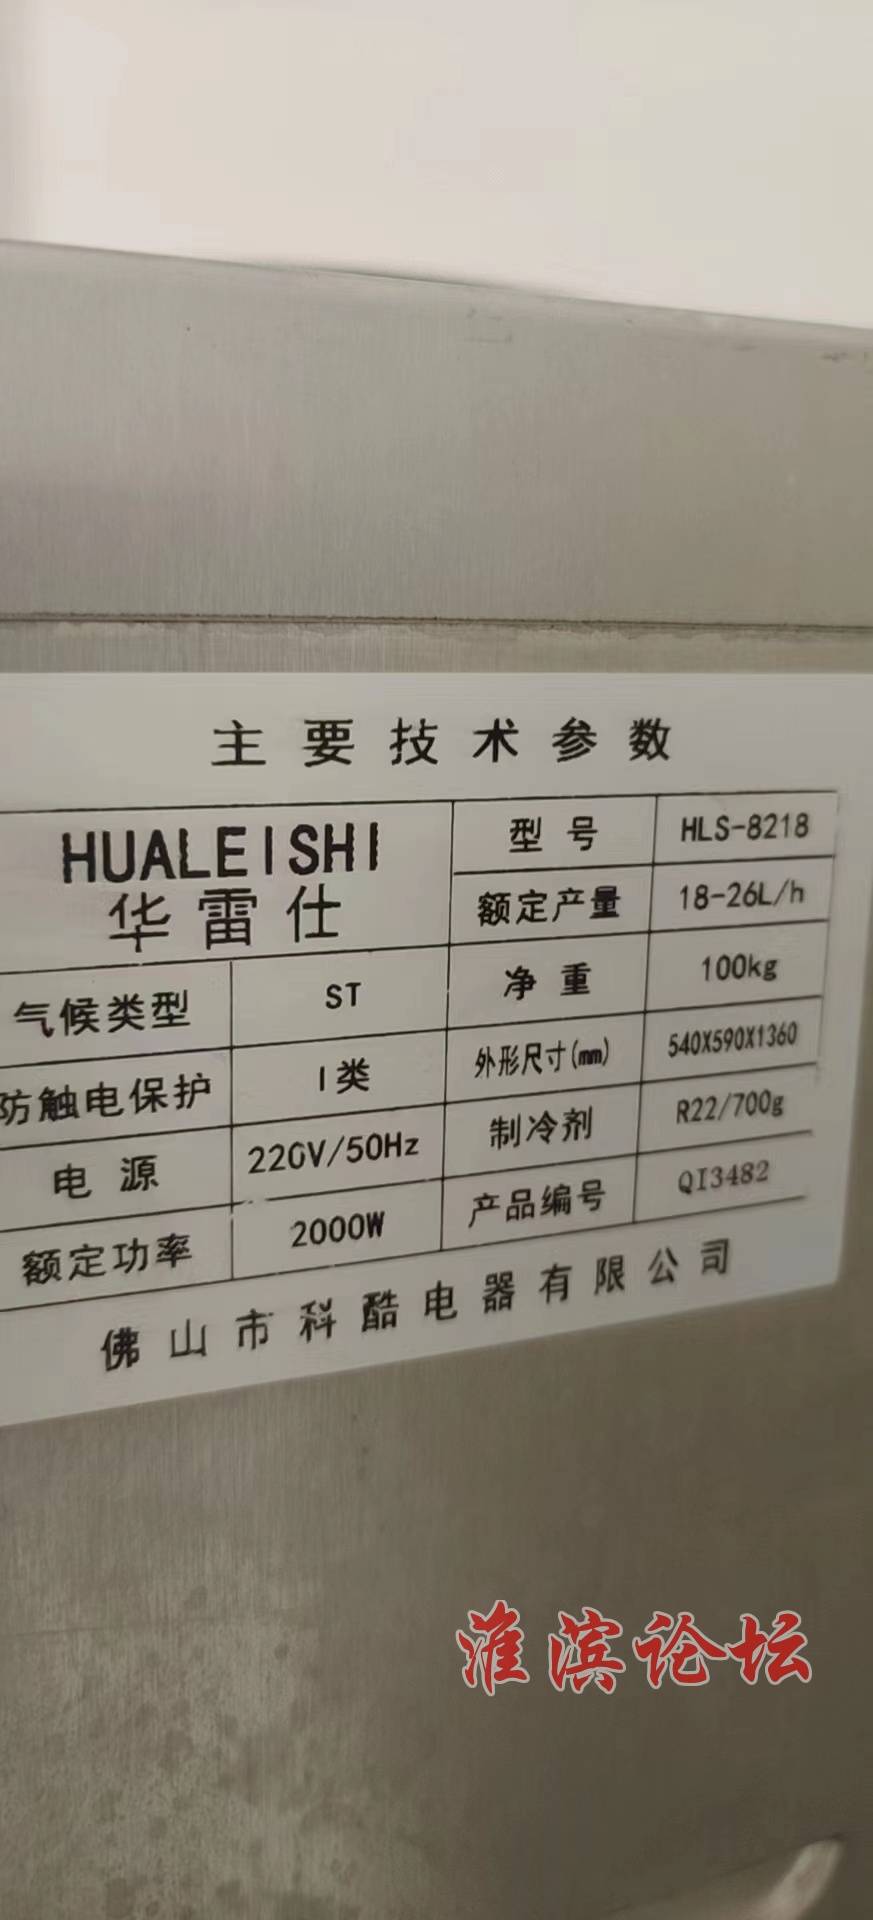 主要技术参数
HUALEISHI
华雷仕
型号 HLS-8218
额定产量 18-26L/h
气候类型 ST 净重 100kg
防触电保护 I类 外形尺寸(mm) 540X590X1360
电源 220V/50Hz 制冷剂 R22/700g
额定功率 2000W 产品编号 QI3482
佛山市科酷电器有限公司
淮滨论坛